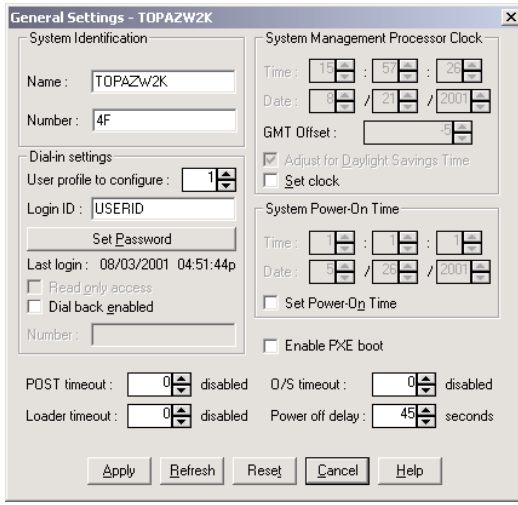 General Settings - TOPAZW2K
System Identification
Name : TOPAZW2K
Number : 4F
Dial-in settings
User profile to configure : 1
Login ID : USERID
Set Password
Last login : 08/03/2001 04:51:44p
Read only access
Dial back enabled
Number :
System Management Processor Clock
Time : 15 : 57 : 26
Date : 8 / 21 / 2001
GMT Offset : -5
Adjust for Daylight Savings Time
Set clock
System Power-On Time
Time : 1 : 1 : 1
Date : 5 / 26 / 2001
Set Power-On Time
Enable PXE boot
POST timeout : 0 disabled
O/S timeout : 0 disabled
Loader timeout : 0 disabled
Power off delay : 45 seconds
Apply
Refresh
Reset
Cancel
Help